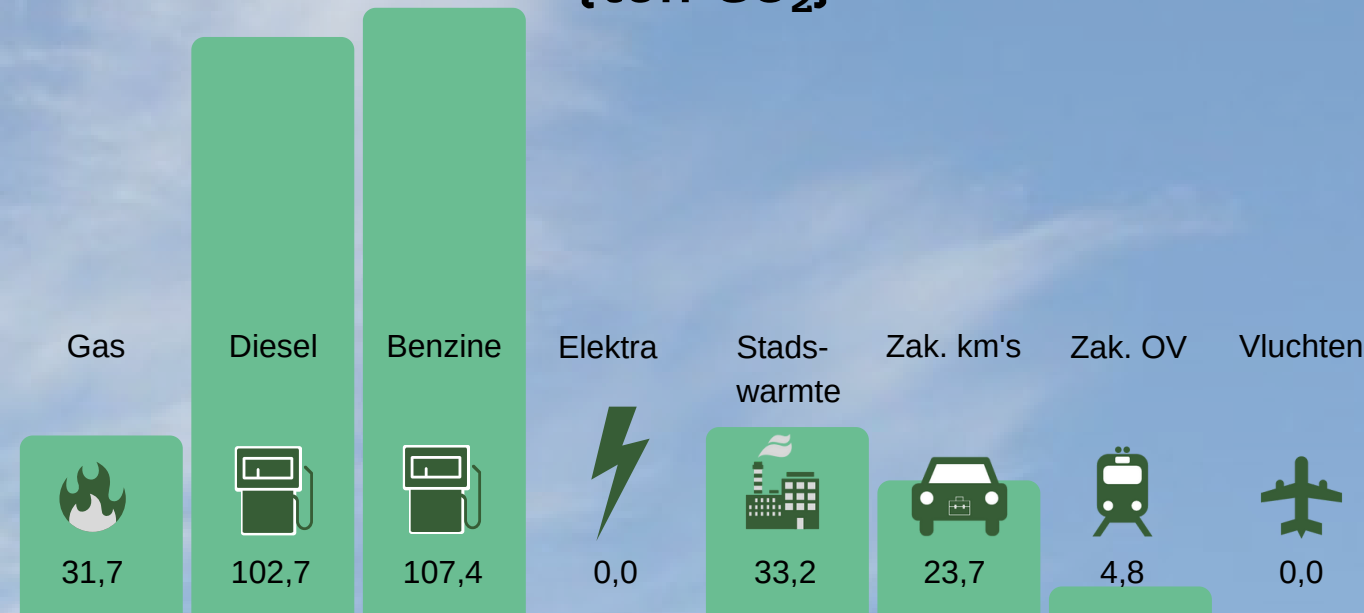 Gas Diesel Benzine Elektra Stads- Zak. km's Zak. OV Vluchten
warmte
31,7 102,7 107,4 0,0 33,2 23,7 4,8 0,0